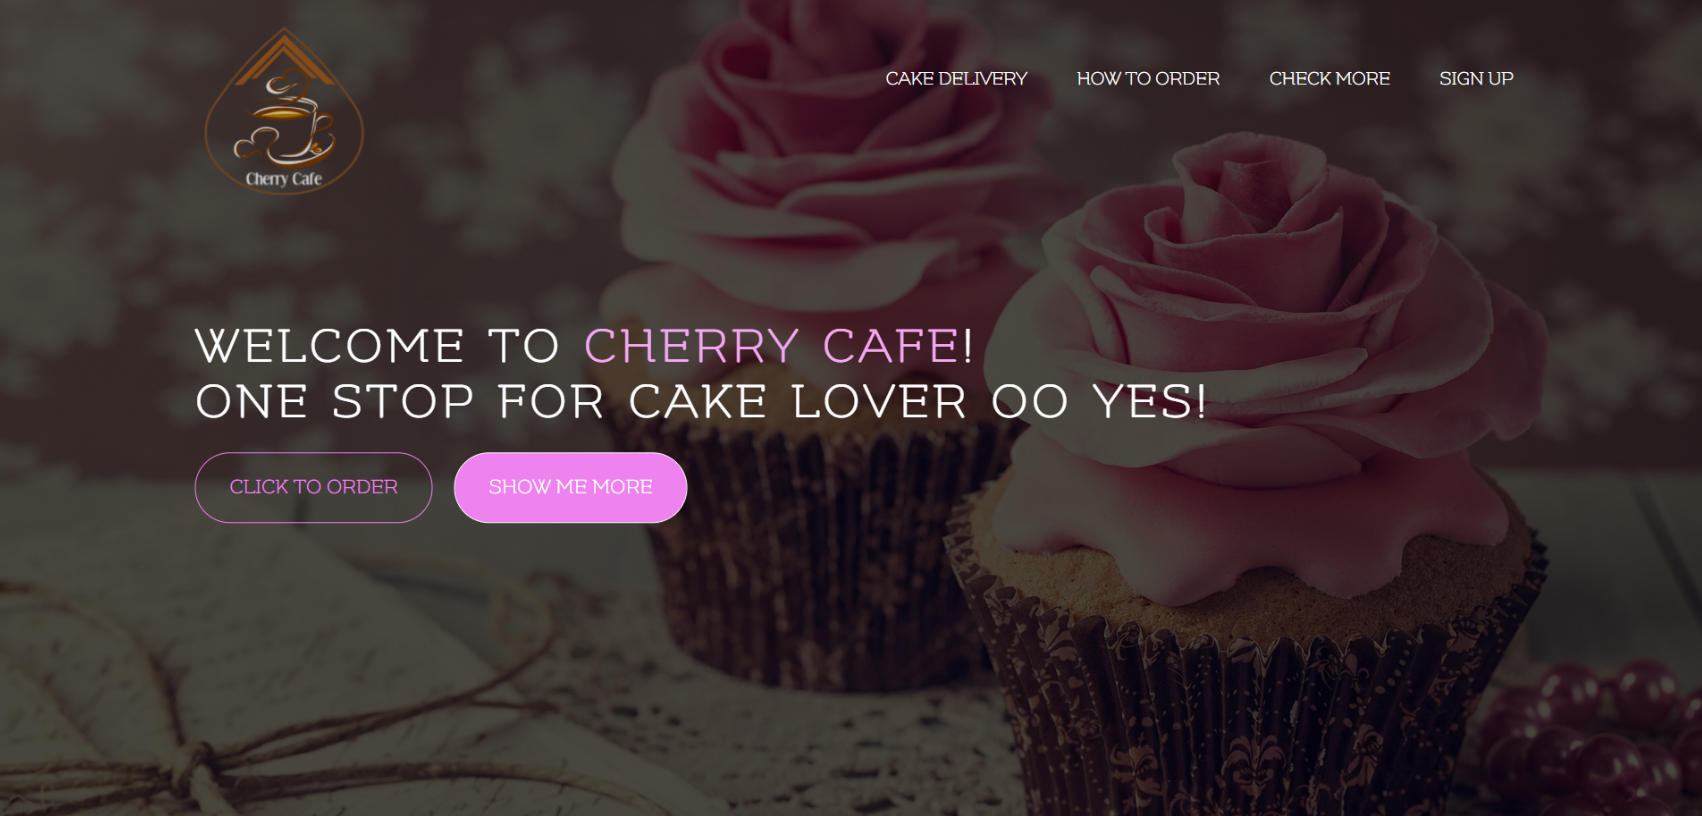 Cherry Cafe
CAKE DELIVERY HOW TO ORDER CHECK MORE SIGN UP
WELCOME TO CHERRY CAFE!
ONE STOP FOR CAKE LOVER OO YES!
CLICK TO ORDER SHOW ME MORE